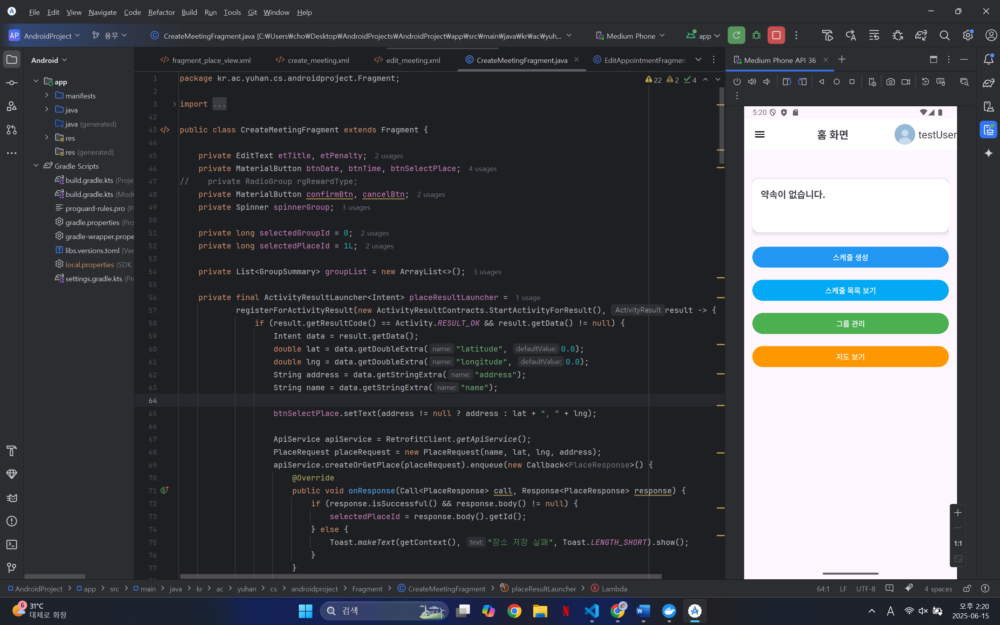 File Edit View Navigate Code Refactor Build Run Tools Git Window Help
AP AndroidProject 용무 CreateMeetingFragment.java [C:₩Users₩cho₩Desktop₩AndroidProjects₩AndroidProject₩app₩src₩main₩java₩kr₩ac₩yuh... Medium Phone app
Android
app
manifests
java
java (generated)
res
res (generated)
Gradle Scripts
build.gradle.kts (Proje
build.gradle.kts (Modu
proguard-rules.pro (P
gradle.properties (Pro
gradle-wrapper.prope
libs.versions.toml (Ver
local.properties (SDK
settings.gradle.kts (Pr
fragment_place_view.xml create_meeting.xml edit_meeting.xml CreateMeetingFragment.java EditAppointmentFragmen
22 2 4
1 package kr.ac.yuhan.cs.androidproject.Fragment;
2
3 import ...
42
43 public class CreateMeetingFragment extends Fragment {
44
45 private EditText etTitle, etPenalty; 2 usages
46 private MaterialButton btnDate, btnTime, btnSelectPlace; 4 usages
47 // private RadioGroup rgRewardType;
48 private MaterialButton confirmBtn, cancelBtn; 2 usages
49 private Spinner spinnerGroup; 3 usages
50
51 private long selectedGroupId = 0; 2 usages
52 private long selectedPlaceId = 1L; 2 usages
53
54 private List<GroupSummary> groupList = new ArrayList<>(); 3 usages
55
56 private final ActivityResultLauncher<Intent> placeResultLauncher = 1 usage
57 registerForActivityResult(new ActivityResultContracts.StartActivityForResult(), ActivityResult result -> {
58 if (result.getResultCode() == Activity.RESULT_OK && result.getData() != null) {
59 Intent data = result.getData();
60 double lat = data.getDoubleExtra( name: "latitude", defaultValue: 0.0);
61 double lng = data.getDoubleExtra( name: "longitude", defaultValue: 0.0);
62 String address = data.getStringExtra( name: "address");
63 String name = data.getStringExtra( name: "name");
64
65 btnSelectPlace.setText(address != null ? address : lat + ", " + lng);
66
67 ApiService apiService = RetrofitClient.getApiService();
68 PlaceRequest placeRequest = new PlaceRequest(name, lat, lng, address);
69 apiService.createOrGetPlace(placeRequest).enqueue(new Callback<PlaceResponse>() {
70 @Override
71 public void onResponse(Call<PlaceResponse> call, Response<PlaceResponse> response) {
72 if (response.isSuccessful() && response.body() != null) {
73 selectedPlaceId = response.body().getId();
74 } else {
75 Toast.makeText(getContext(), text: "장소 저장 실패", Toast.LENGTH_SHORT).show();
76 }
77 }
Medium Phone API 36
5:20
홈 화면 testUser
약속이 없습니다.
스케줄 생성
스케줄 목록 보기
그룹 관리
지도 보기
1:1
AndroidProject > app > src > main > java > kr > ac > yuhan > cs > androidproject > Fragment > CreateMeetingFragment > placeResultLauncher > Lambda
64:1 LF UTF-8 4 spaces
6 31°C
대체로 화창
검색
A
오후 2:20
2025-06-15